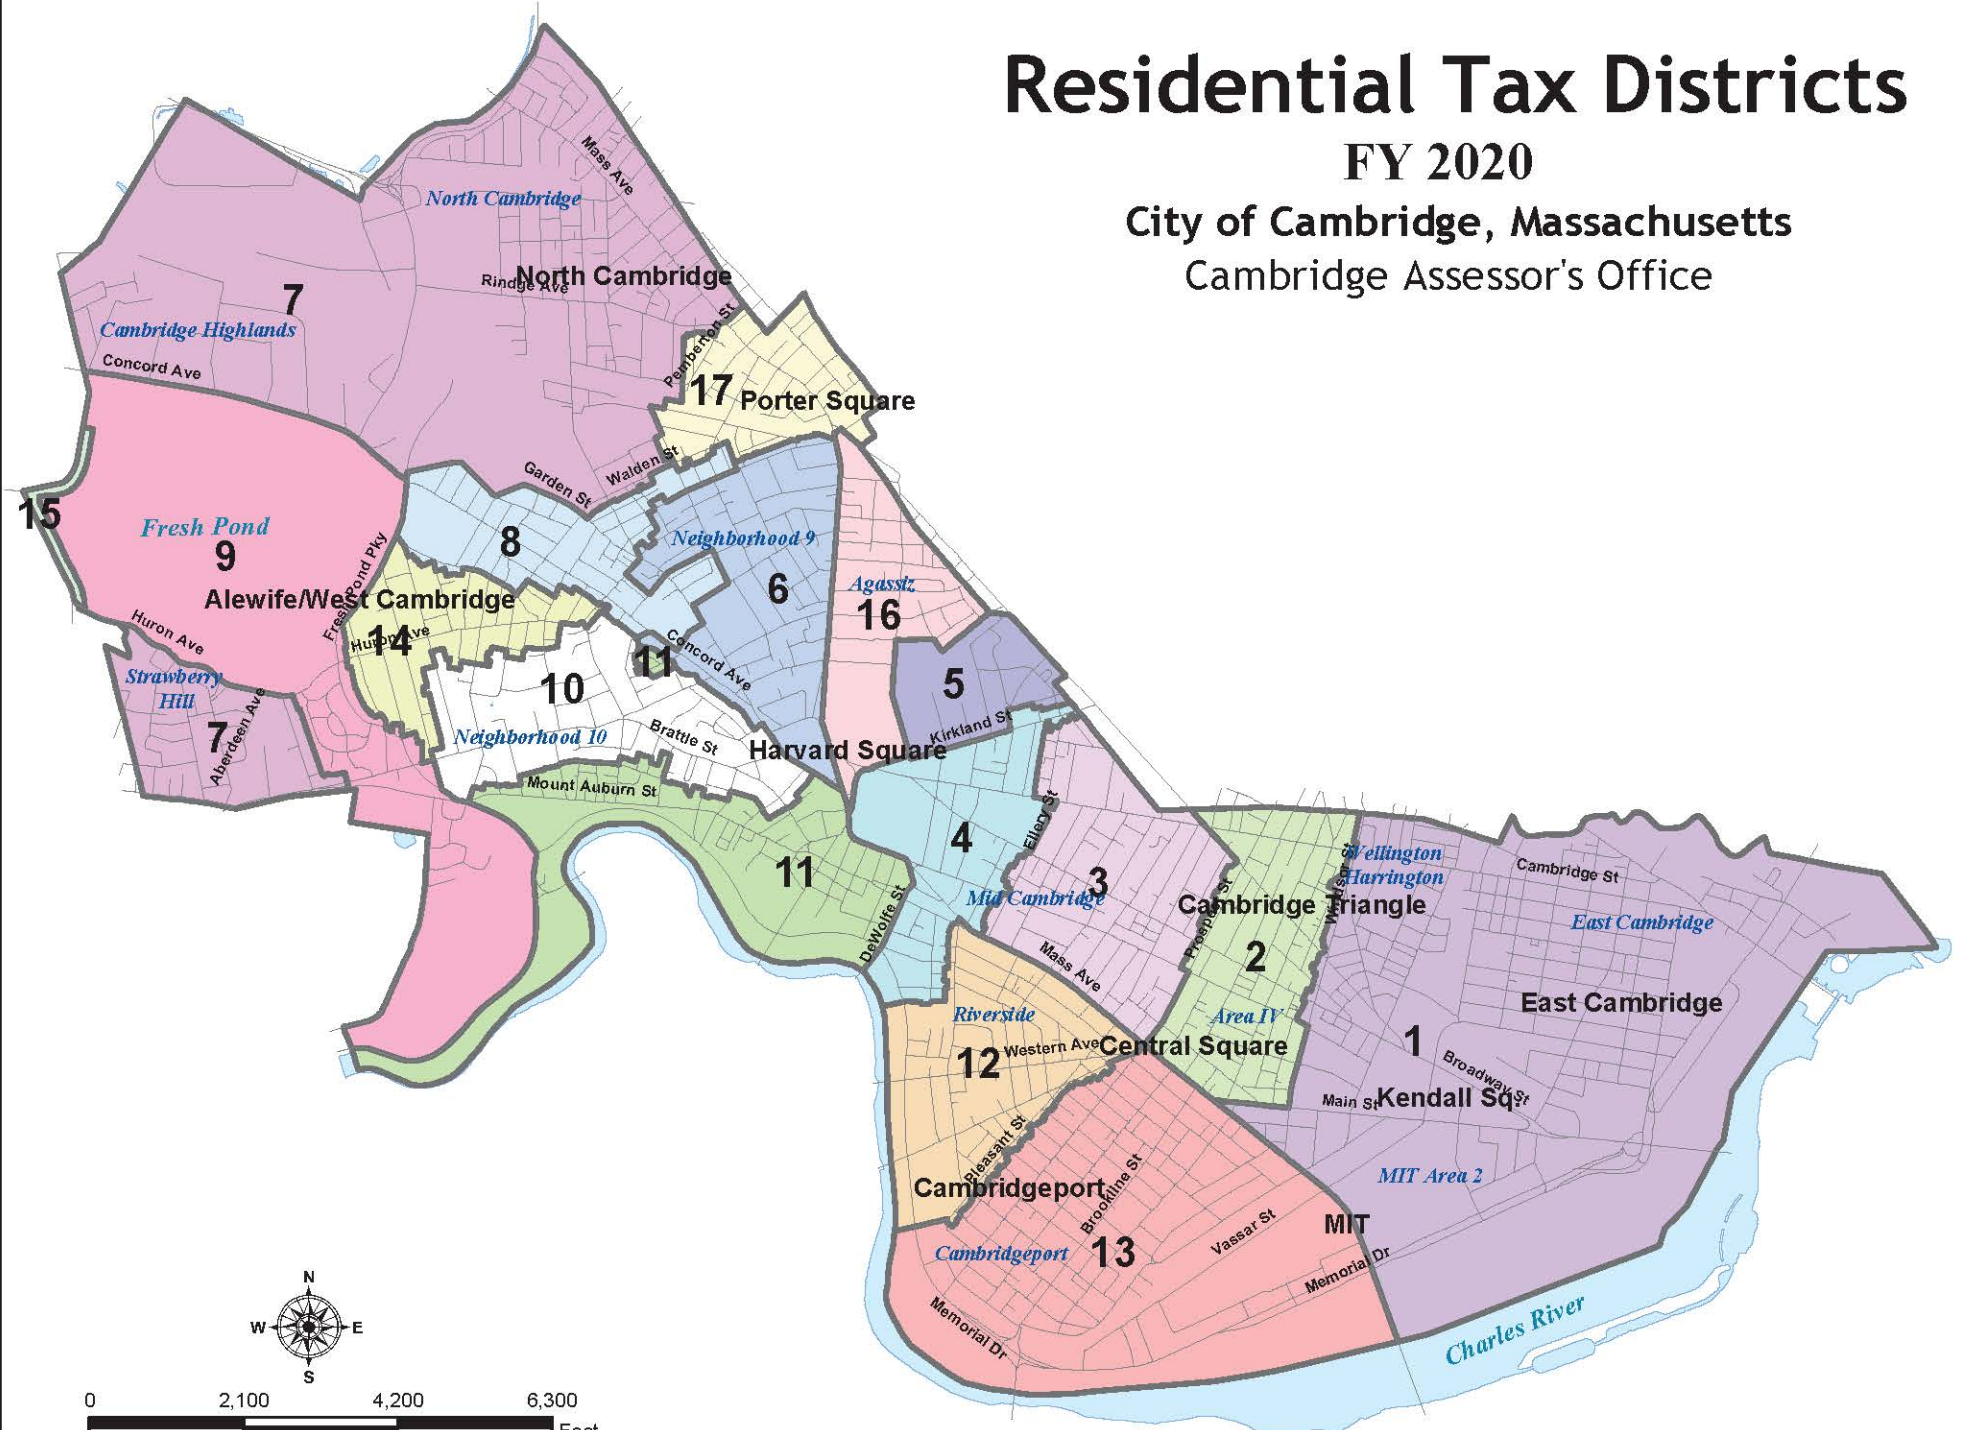 Residential Tax Districts
FY 2020
City of Cambridge, Massachusetts
Cambridge Assessor's Office
Mass Ave
North Cambridge
North Cambridge
Rindge Ave
7
Cambridge Highlands
Concord Ave
Pemberton St
17
Porter Square
Garden St
Walden St
15
Fresh Pond
9
8
Neighborhood 9
6
Agassiz
16
Fresh Pond Pky
Alewife/West Cambridge
Huron Ave
Huron Ave
14
11
Concord Ave
10
5
Kirkland St
Strawberry
Hill
7
Aberdeen Ave
Neighborhood 10
Brattle St
Harvard Square
Mount Auburn St
11
DeWolfe St
4
Ellery St
Mid Cambridge
3
Wellington
Harrington
Cambridge St
Cambridge Triangle
Prospect St
Windsor St
East Cambridge
2
Mass Ave
East Cambridge
Riverside
Area IV
12
Western Ave
Central Square
1
Broadway St
Main St
Kendall Sq.
Pleasant St
MIT Area 2
Cambridgeport
Brookline St
MIT
Vassar St
Cambridgeport
13
Memorial Dr
Memorial Dr
Charles River
N
W
E
S
0
2,100
4,200
6,300